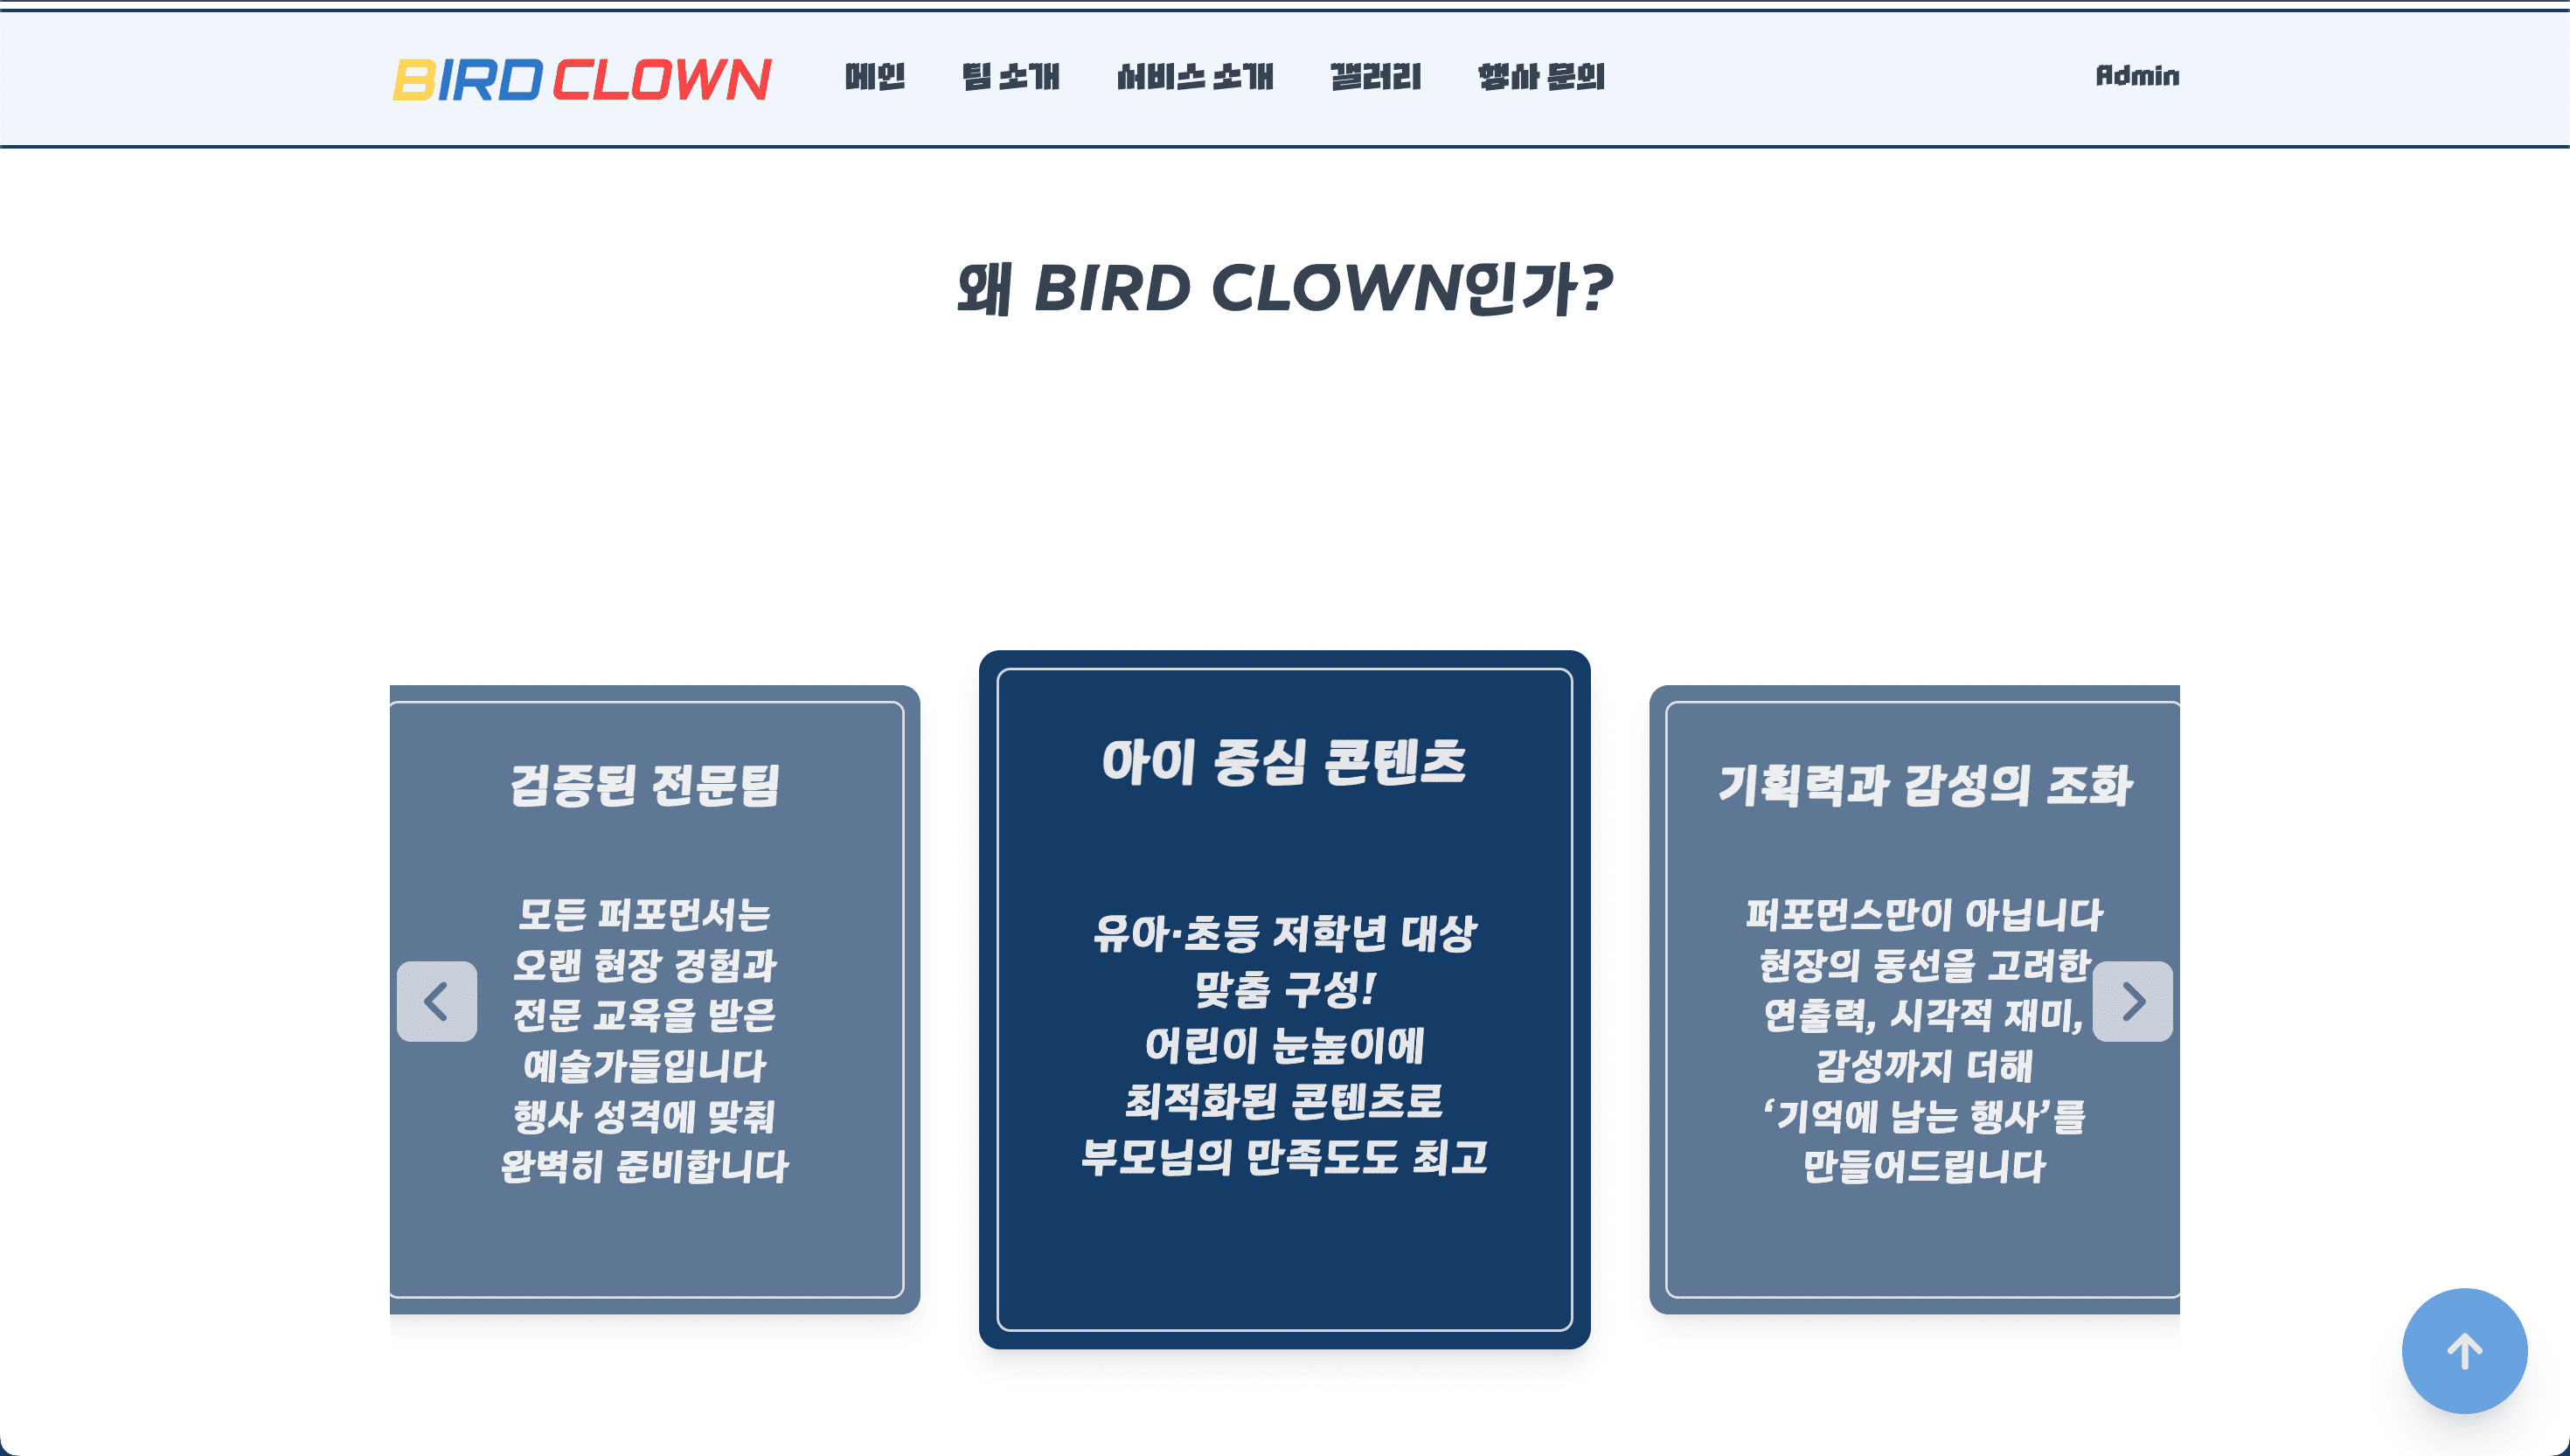 BIRD CLOWN
메인
팀 소개
서비스 소개
갤러리
행사 문의
Admin
왜 BIRD CLOWN인가?
검증된 전문팀
모든 퍼포먼서는
오랜 현장 경험과
전문 교육을 받은
예술가들입니다
행사 성격에 맞춰
완벽히 준비합니다
아이 중심 콘텐츠
유아·초등 저학년 대상
맞춤 구성!
어린이 눈높이에
최적화된 콘텐츠로
부모님의 만족도도 최고
기획력과 감성의 조화
퍼포먼스만이 아닙니다
현장의 동선을 고려한
연출력, 시각적 재미,
감성까지 더해
‘기억에 남는 행사’를
만들어드립니다